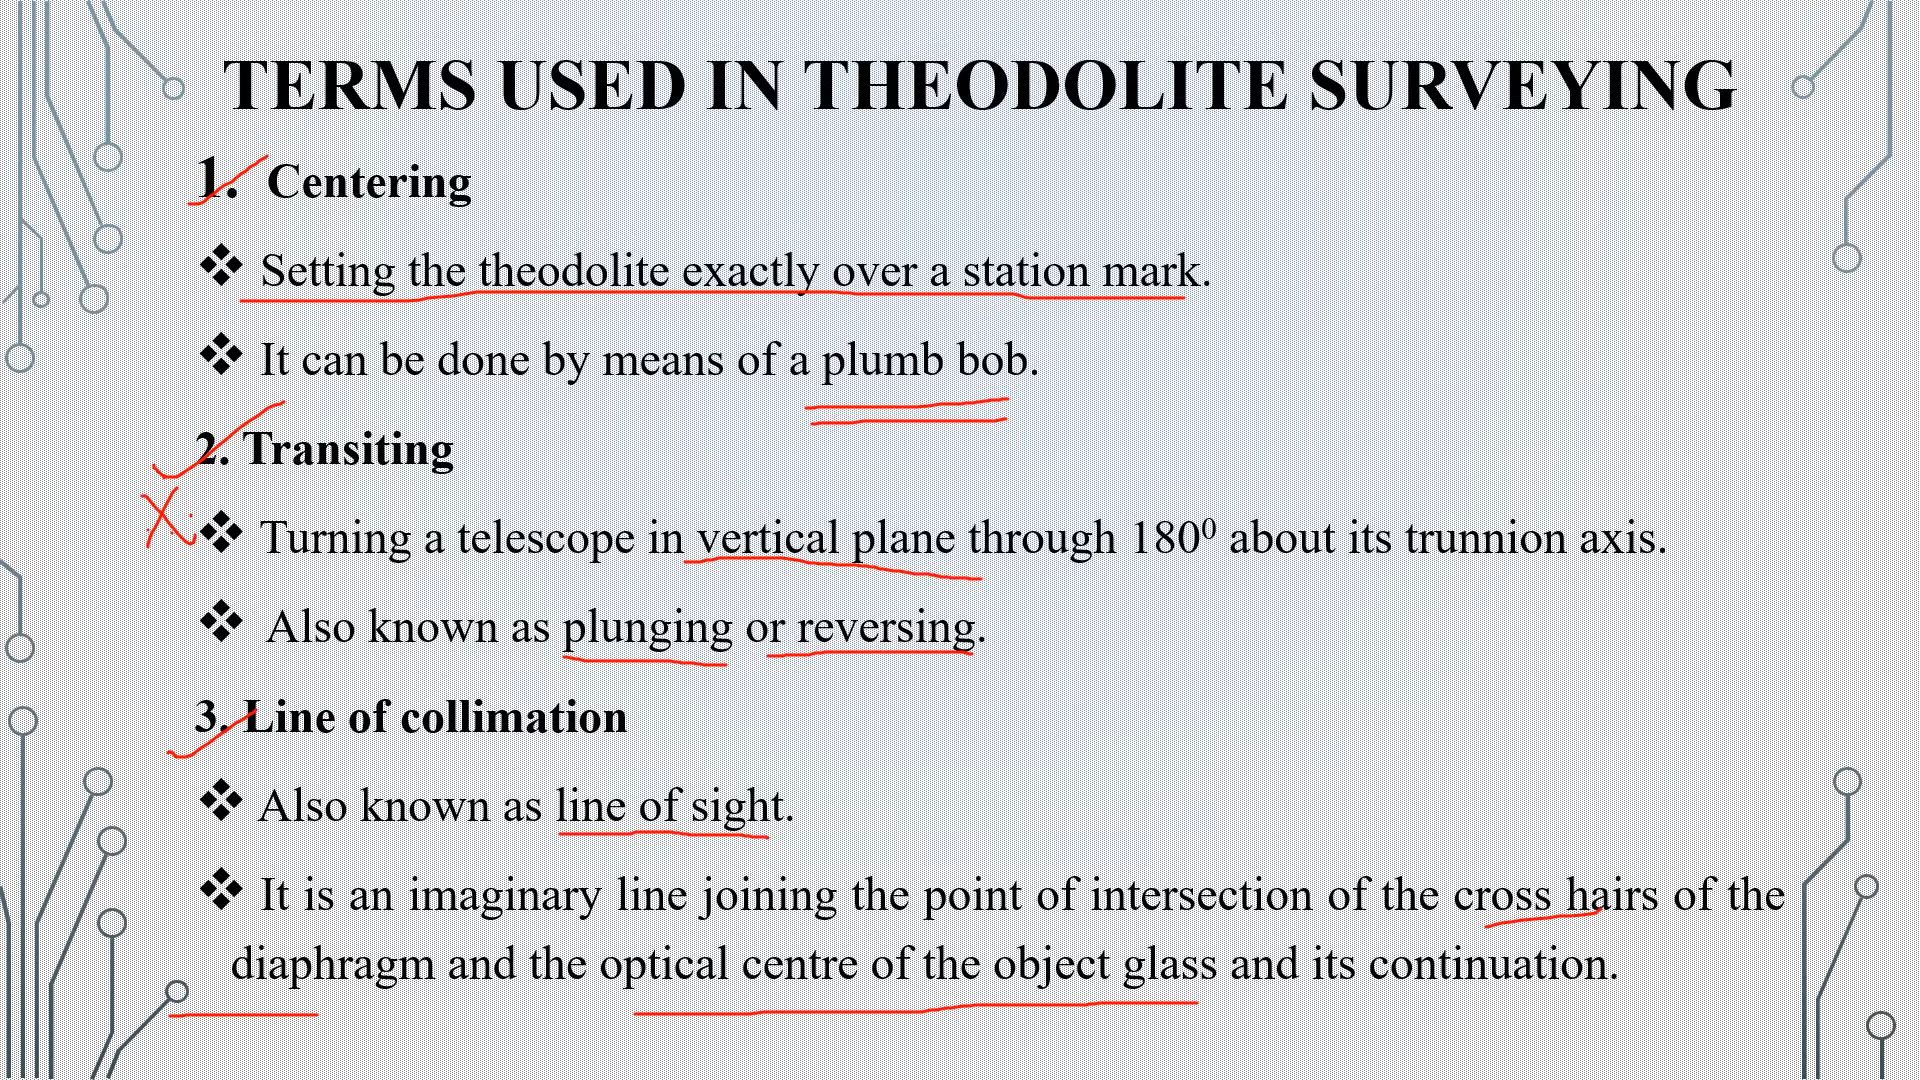 TERMS USED IN THEODOLITE SURVEYING
1. Centering
❖ Setting the theodolite exactly over a station mark.
❖ It can be done by means of a plumb bob.
2. Transiting
❖ Turning a telescope in vertical plane through 180⁰ about its trunnion axis.
❖ Also known as plunging or reversing.
3. Line of collimation
❖ Also known as line of sight.
❖ It is an imaginary line joining the point of intersection of the cross hairs of the
diaphragm and the optical centre of the object glass and its continuation.